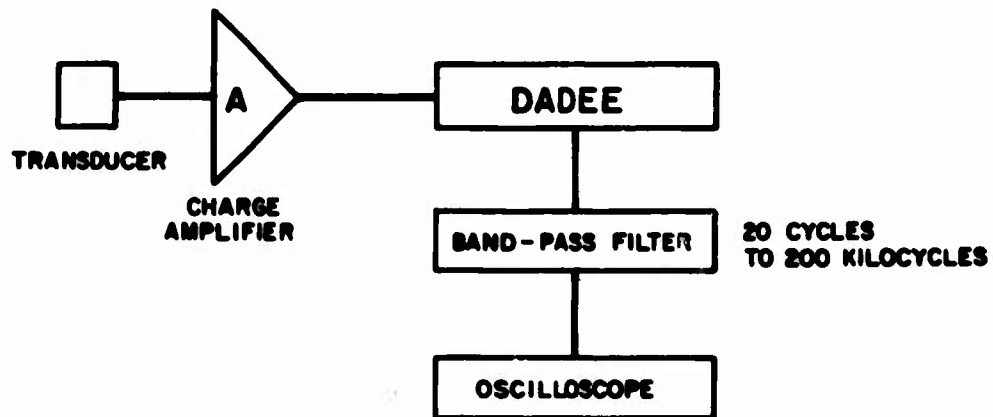 A
DADEE
TRANSDUCER
CHARGE
AMPLIFIER
BAND-PASS FILTER
20 CYCLES
TO 200 KILOCYCLES
OSCILLOSCOPE